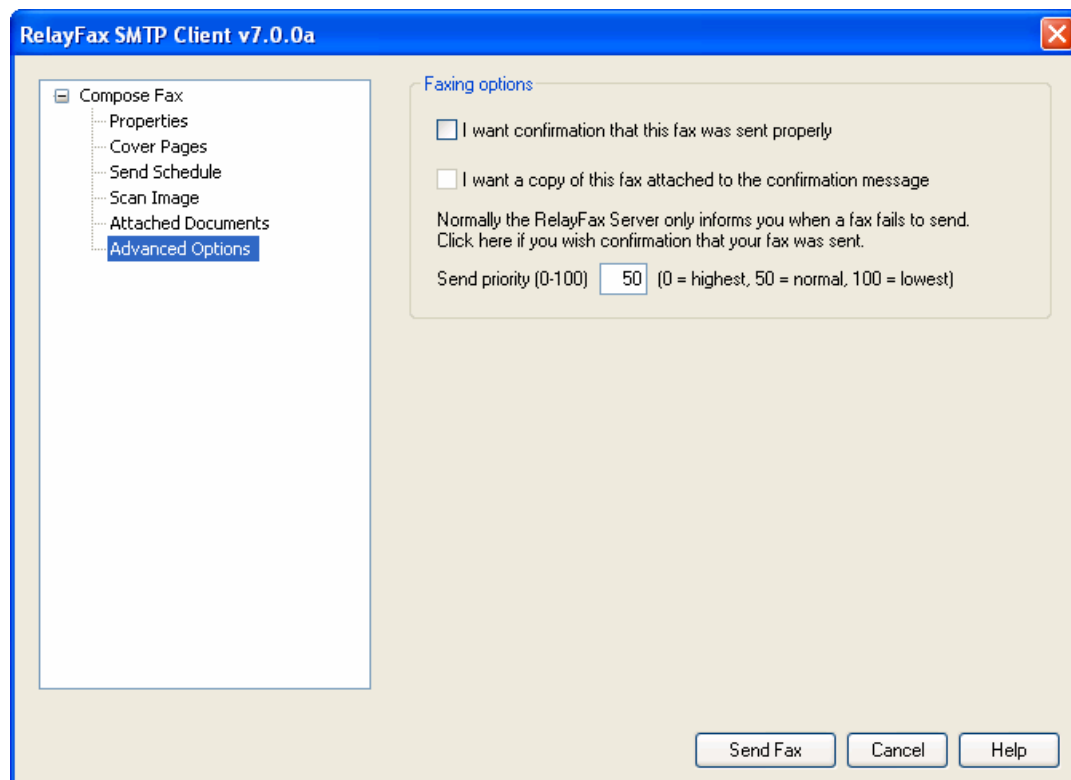 RelayFax SMTP Client v7.0.0a
Compose Fax
Properties
Cover Pages
Send Schedule
Scan Image
Attached Documents
Advanced Options
Faxing options
I want confirmation that this fax was sent properly
I want a copy of this fax attached to the confirmation message
Normally the RelayFax Server only informs you when a fax fails to send.
Click here if you wish confirmation that your fax was sent.
Send priority (0-100) 50 (0 = highest, 50 = normal, 100 = lowest)
Send Fax Cancel Help